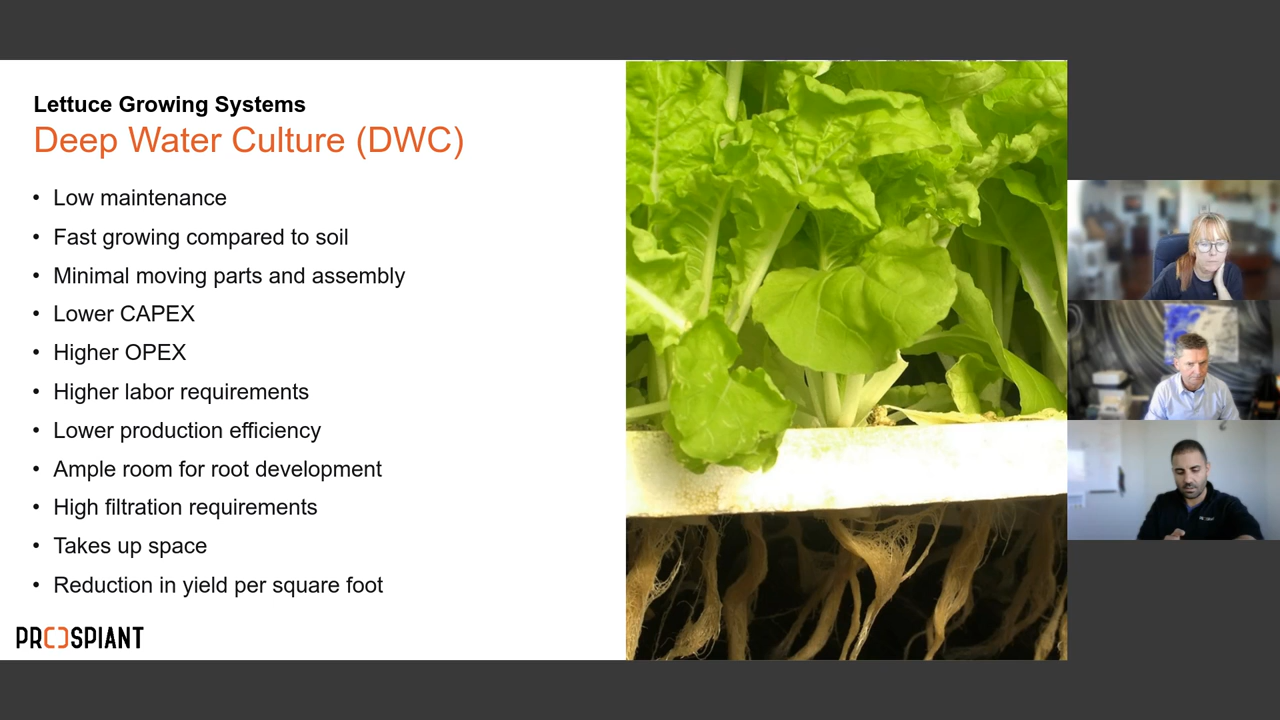 Lettuce Growing Systems
Deep Water Culture (DWC)
• Low maintenance
• Fast growing compared to soil
• Minimal moving parts and assembly
• Lower CAPEX
• Higher OPEX
• Higher labor requirements
• Lower production efficiency
• Ample room for root development
• High filtration requirements
• Takes up space
• Reduction in yield per square foot
PROSPIANT